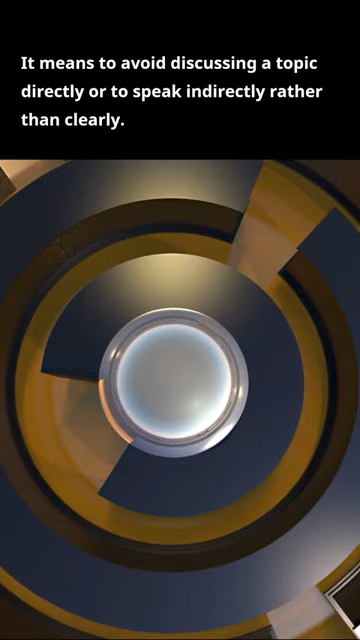 It means to avoid discussing a topic
directly or to speak indirectly rather
than clearly.